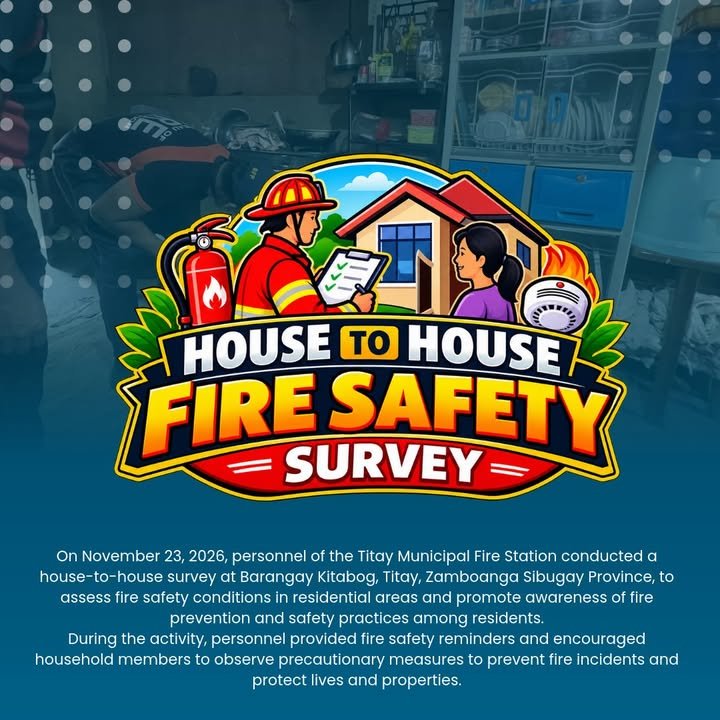 HOUSE TO HOUSE
FIRE SAFETY
SURVEY
On November 23, 2026, personnel of the Titay Municipal Fire Station conducted a
house-to-house survey at Barangay Kitabog, Titay, Zamboanga Sibugay Province, to
assess fire safety conditions in residential areas and promote awareness of fire
prevention and safety practices among residents.
During the activity, personnel provided fire safety reminders and encouraged
household members to observe precautionary measures to prevent fire incidents and
protect lives and properties.